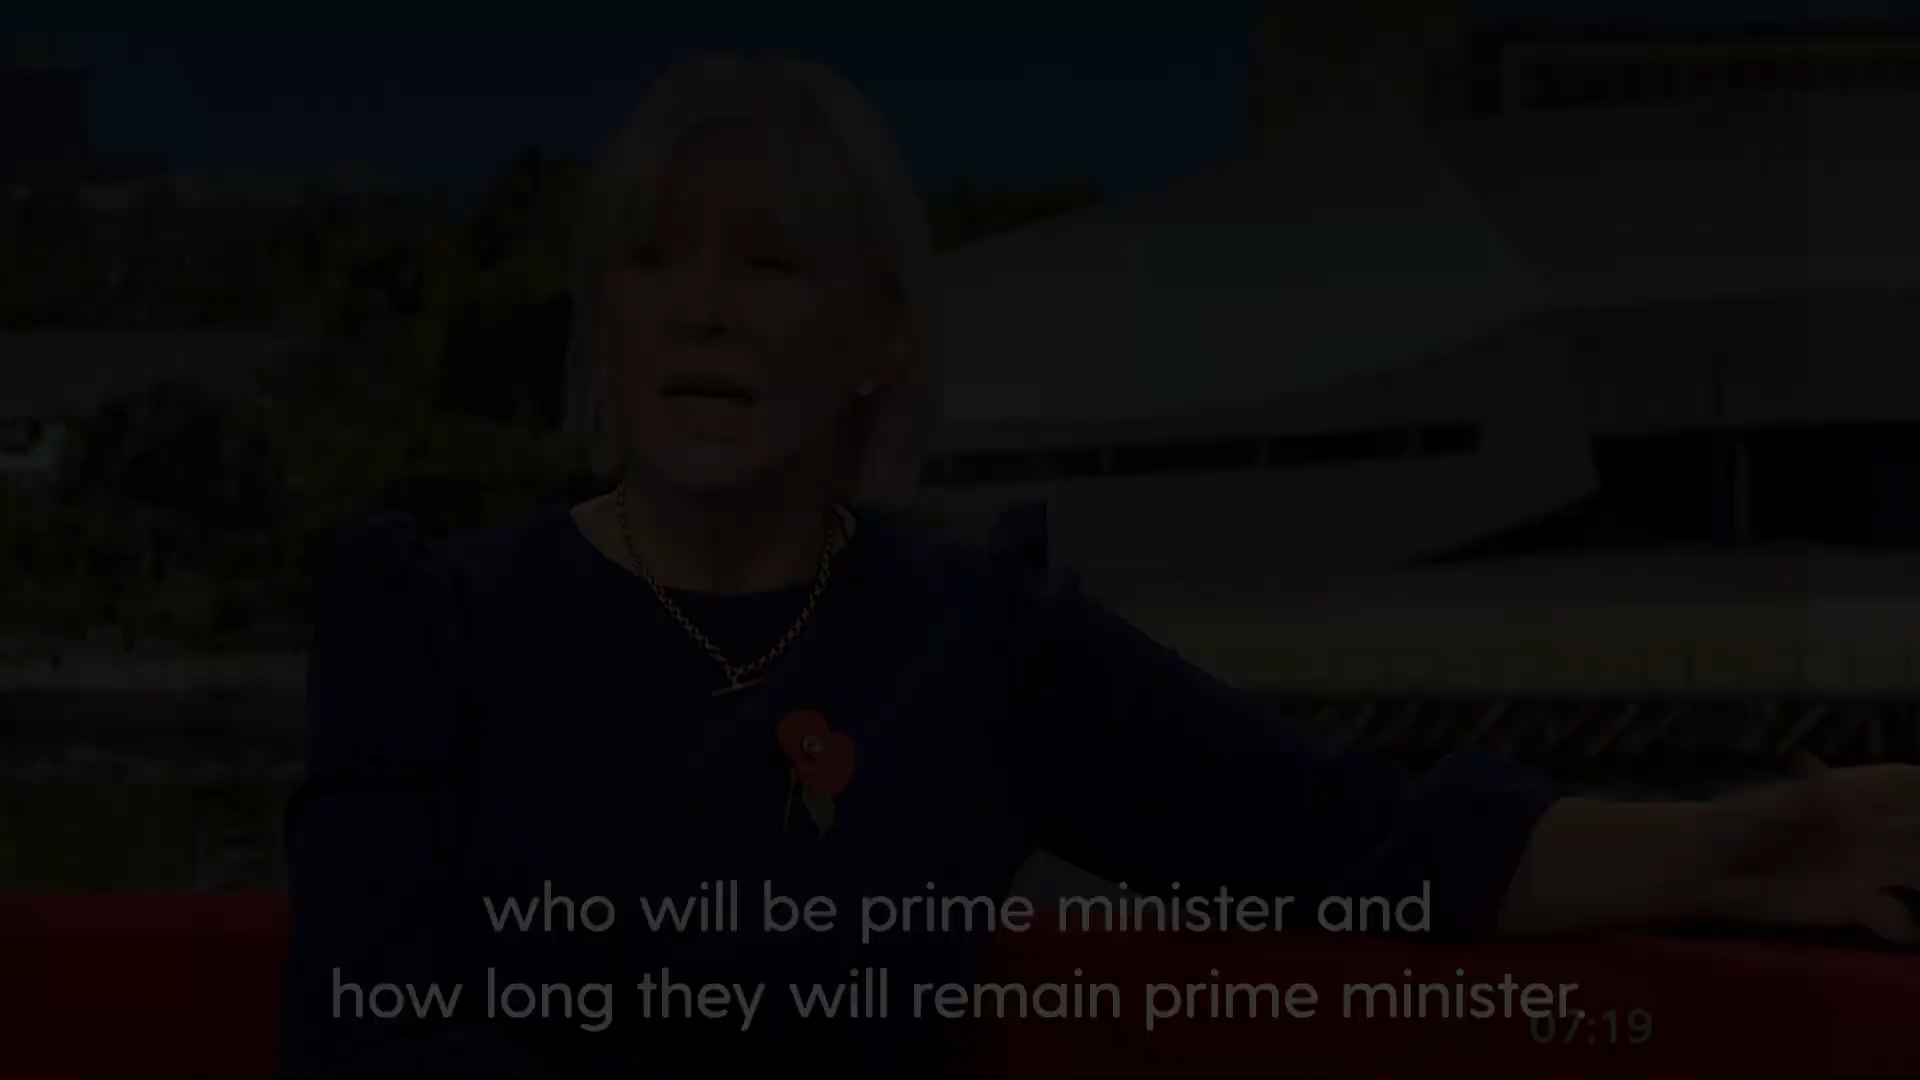 who will be prime minister and
how long they will remain prime minister.
07:19